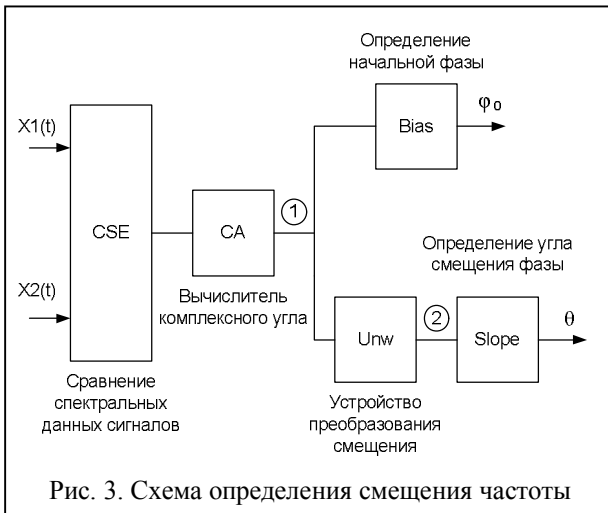 Определение
начальной фазы
Bias
φ₀
X1(t)
CSE
X2(t)
Сравнение
спектральных
данных сигналов
CA
Вычислитель
комплексного угла
1
Определение угла
смещения фазы
Unw
2
Slope
θ
Устройство
преобразования
смещения
Рис. 3. Схема определения смещения частоты